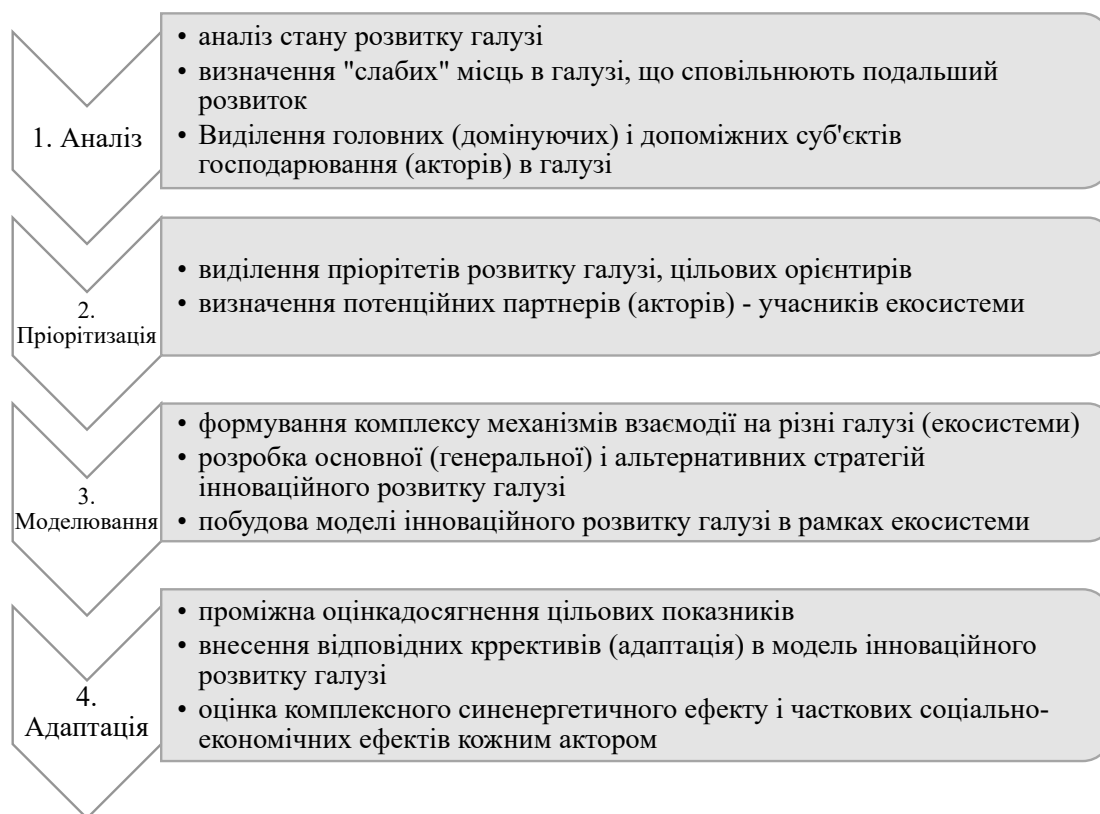 1. Аналіз
• аналіз стану розвитку галузі
• визначення "слабих" місць в галузі, що сповільнюють подальший
розвиток
• Виділення головних (домінуючих) і допоміжних суб'єктів
господарювання (акторів) в галузі
2.
Пріорітизація
• виділення пріорітетів розвитку галузі, цільових орієнтирів
• визначення потенційних партнерів (акторів) - учасників екосистеми
3.
Моделювання
• формування комплексу механізмів взаємодії на різні галузі (екосистеми)
• розробка основної (генеральної) і альтернативних стратегій
інноваційного розвитку галузі
• побудова моделі інноваційного розвитку галузі в рамках екосистеми
4.
Адаптація
• проміжна оцінкадосягнення цільових показників
• внесення відповідних кррективів (адаптація) в модель інноваційного
розвитку галузі
• оцінка комплексного синенергетичного ефекту і часткових соціально-
економічних ефектів кожним актором